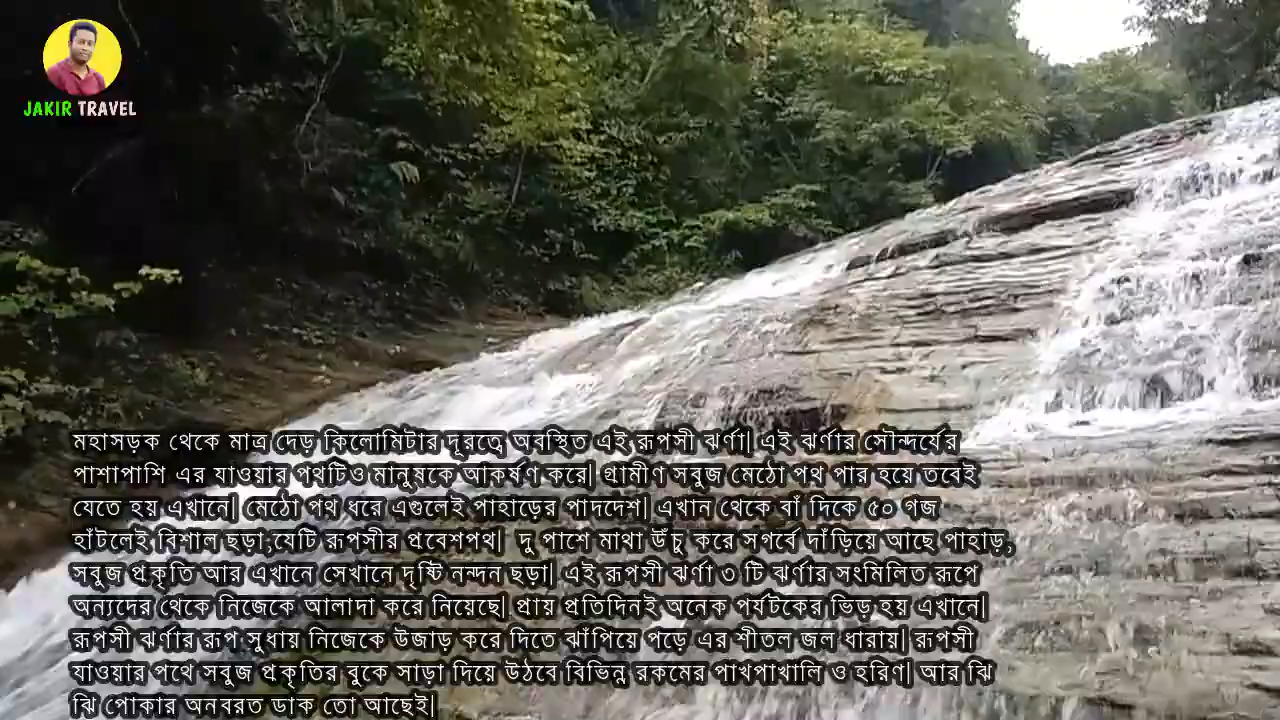 JAKIR TRAVEL
মহাসড়ক থেকে মাত্র দেড় কিলোমিটার দূরত্বে অবস্থিত এই রূপসী ঝর্ণা| এই ঝর্ণার সৌন্দর্যের
পাশাপাশি এর যাওয়ার পথটিও মানুষকে আকর্ষণ করে| গ্রামীণ সবুজ মেঠো পথ পার হয়ে তবেই
যেতে হয় এখানে| মেঠো পথ ধরে এগুলেই পাহাড়ের পাদদেশ| এখান থেকে বাঁ দিকে ৫০ গজ
হাঁটলেই বিশাল ছড়া,যেটি রূপসীর প্রবেশপথ| দু পাশে মাথা উঁচু করে সগর্বে দাঁড়িয়ে আছে পাহাড়,
সবুজ প্রকৃতি আর এখানে সেখানে দৃষ্টি নন্দন ছড়া| এই রূপসী ঝর্ণা ৩ টি ঝর্ণার সংমিলিত রূপে
অন্যদের থেকে নিজেকে আলাদা করে নিয়েছে| প্রায় প্রতিদিনই অনেক পর্যটকের ভিড় হয় এখানে|
রূপসী ঝর্ণার রূপ সুধায় নিজেকে উজাড় করে দিতে ঝাঁপিয়ে পড়ে এর শীতল জল ধারায়| রূপসী
যাওয়ার পথে সবুজ প্রকৃতির বুকে সাড়া দিয়ে উঠবে বিভিন্ন রকমের পাখপাখালি ও হরিণ| আর ঝি
ঝি পোকার অনবরত ডাক তো আছেই|